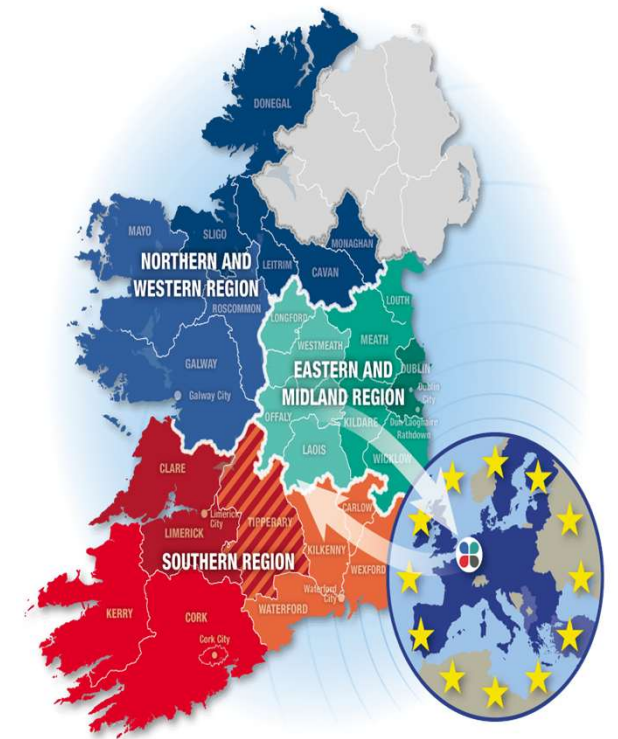 DONEGAL
MAYO
SLIGO
MONAGHAN
NORTHERN AND
WESTERN REGION
LEITRIM
CAVAN
ROSCOMMON
LOUTH
LONGFORD
MEATH
WESTMEATH
GALWAY
EASTERN AND
MIDLAND REGION
DUBLIN
Dublin
City
Galway City
OFFALY
KILDARE
Dun Laoghaire
Rathdown
LAOIS
WICKLOW
CLARE
CARLOW
Limerick
City
TIPPERARY
LIMERICK
KILKENNY
SOUTHERN REGION
WEXFORD
Waterford
City
WATERFORD
KERRY
CORK
Cork City